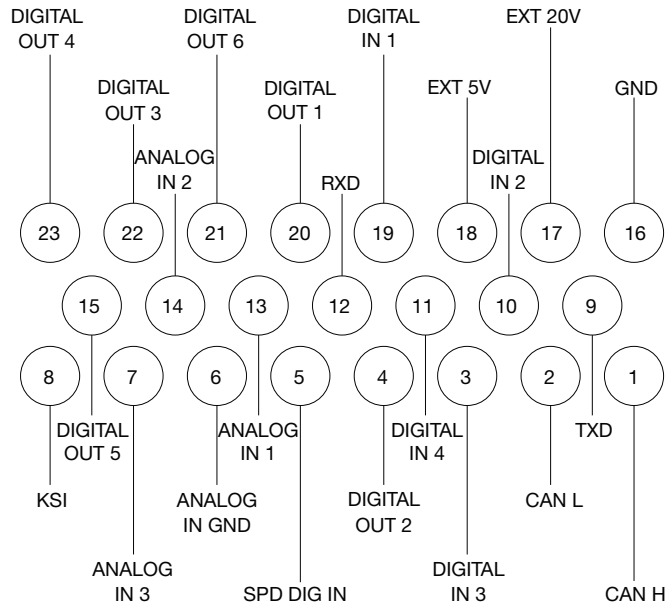 DIGITAL
OUT 4
DIGITAL
OUT 6
DIGITAL
IN 1
EXT 20V
DIGITAL
OUT 3
DIGITAL
OUT 1
EXT 5V
GND
ANALOG
IN 2
RXD
DIGITAL
IN 2
23 22 21 20 19 18 17 16
15 14 13 12 11 10 9
8 7 6 5 4 3 2 1
DIGITAL
OUT 5
ANALOG
IN 1
DIGITAL
IN 4
TXD
KSI
ANALOG
IN GND
DIGITAL
OUT 2
CAN L
ANALOG
IN 3
SPD DIG IN
DIGITAL
IN 3
CAN H